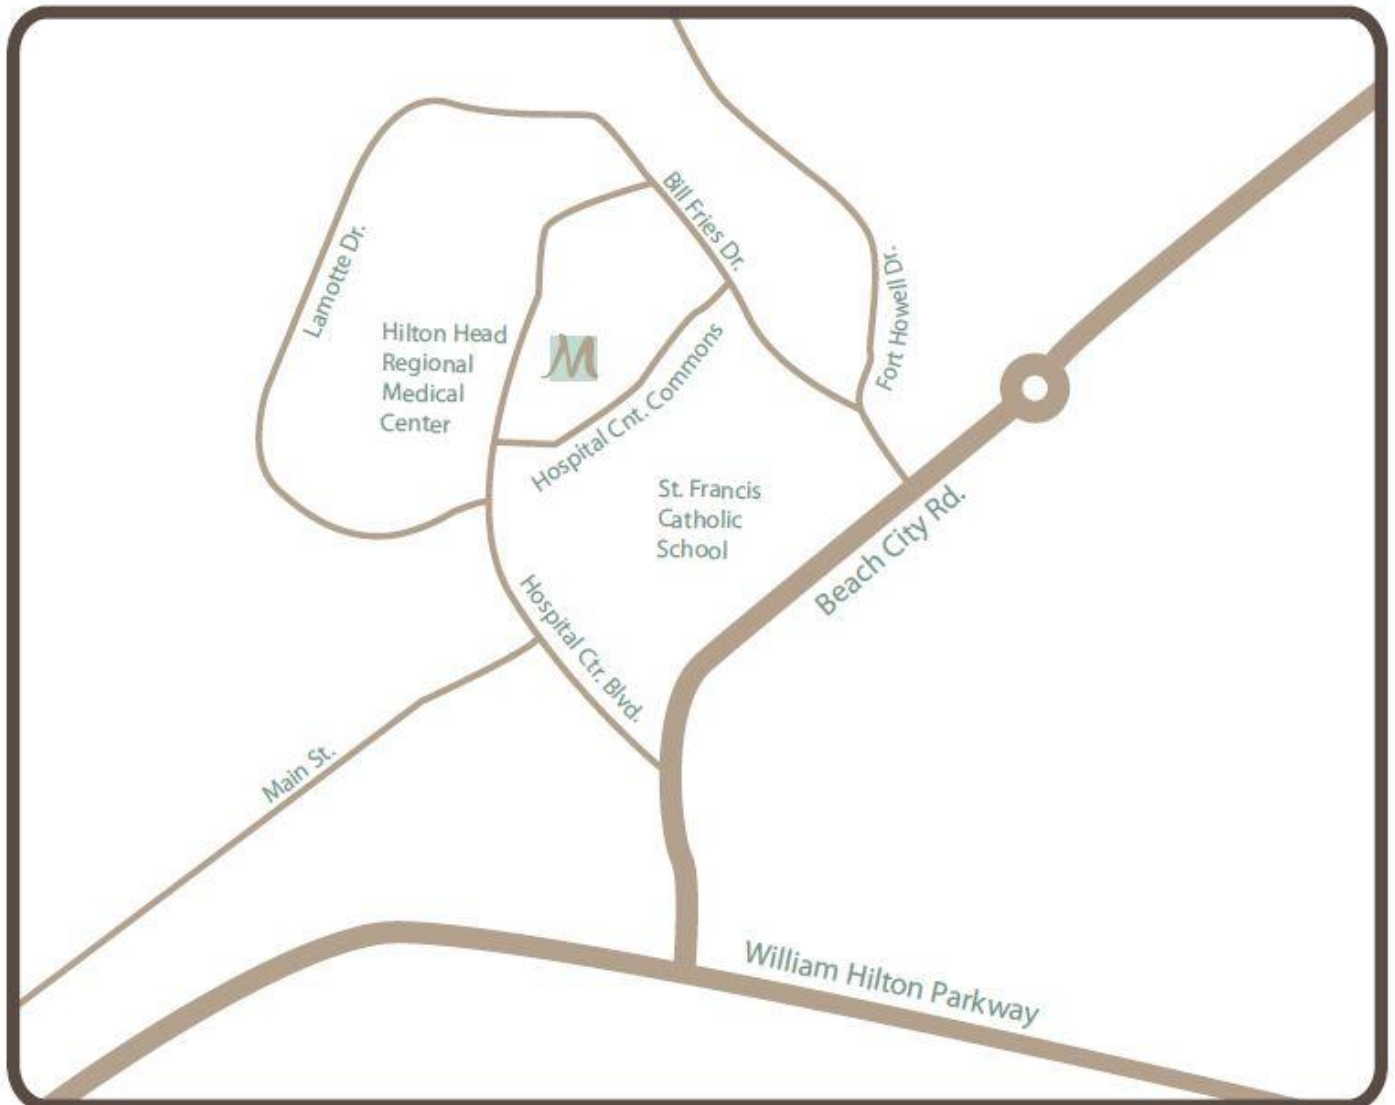 Bill Fries Dr.
Lamotte Dr.
Fort Howell Dr.
Hilton Head
Regional
Medical
Center
M
Hospital Cnt. Commons
St. Francis
Catholic
School
Beach City Rd.
Hospital Ctr. Blvd.
Main St.
William Hilton Parkway